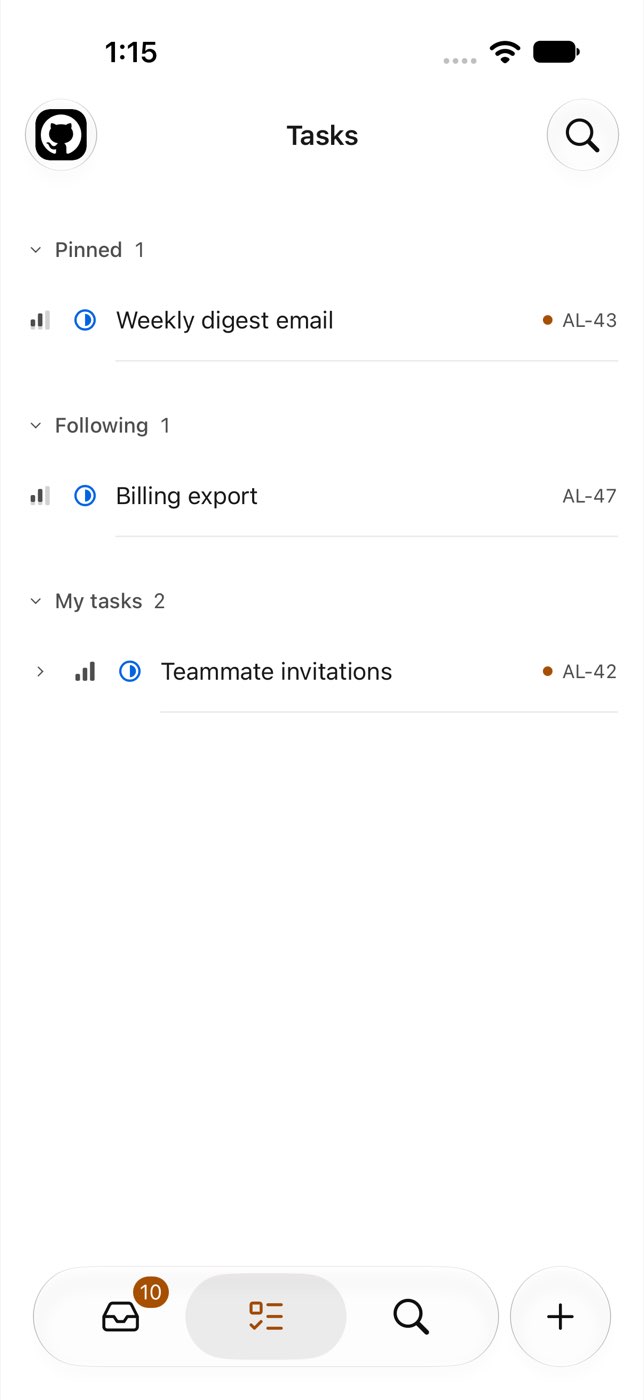 1:15
Tasks
Pinned 1
Weekly digest email AL-43
Following 1
Billing export AL-47
My tasks 2
Teammate invitations AL-42
10